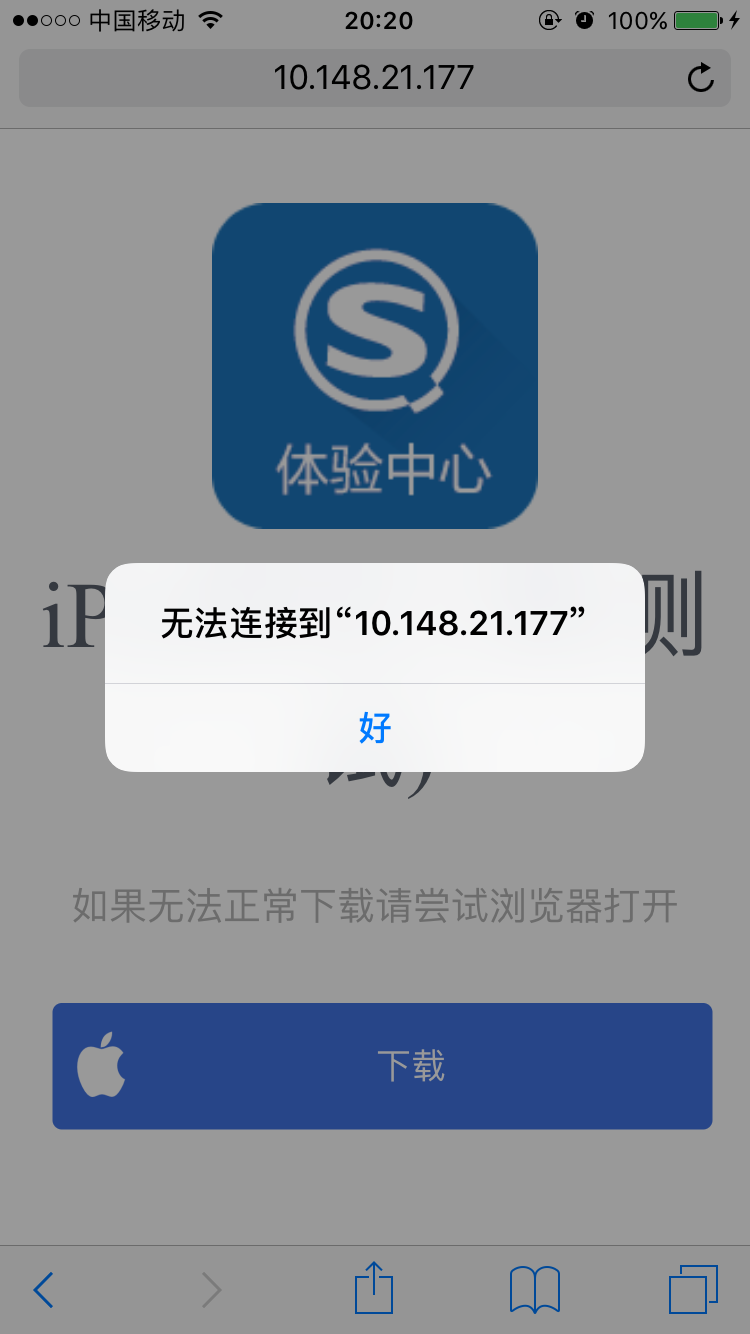 中国移动 20:20 100%
10.148.21.177
S
体验中心
iP 测
无法连接到“10.148.21.177”
好
试)
如果无法正常下载请尝试浏览器打开
下载